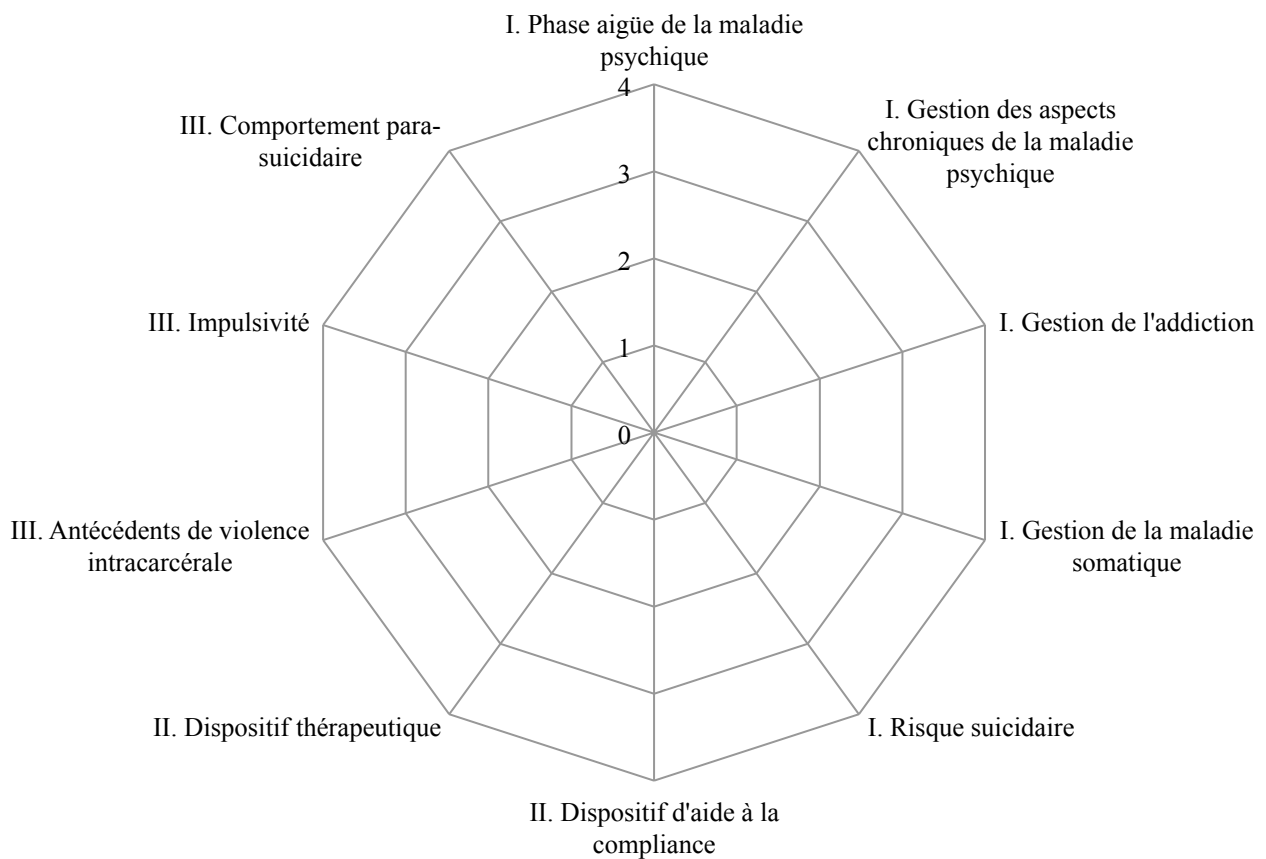 I. Phase aigüe de la maladie
psychique
4
I. Gestion des aspects
chroniques de la maladie
psychique
III. Comportement para-
suicidaire
3
2
III. Impulsivité
I. Gestion de l'addiction
1
0
III. Antécédents de violence
intracarcérale
I. Gestion de la maladie
somatique
II. Dispositif thérapeutique
I. Risque suicidaire
II. Dispositif d'aide à la
compliance